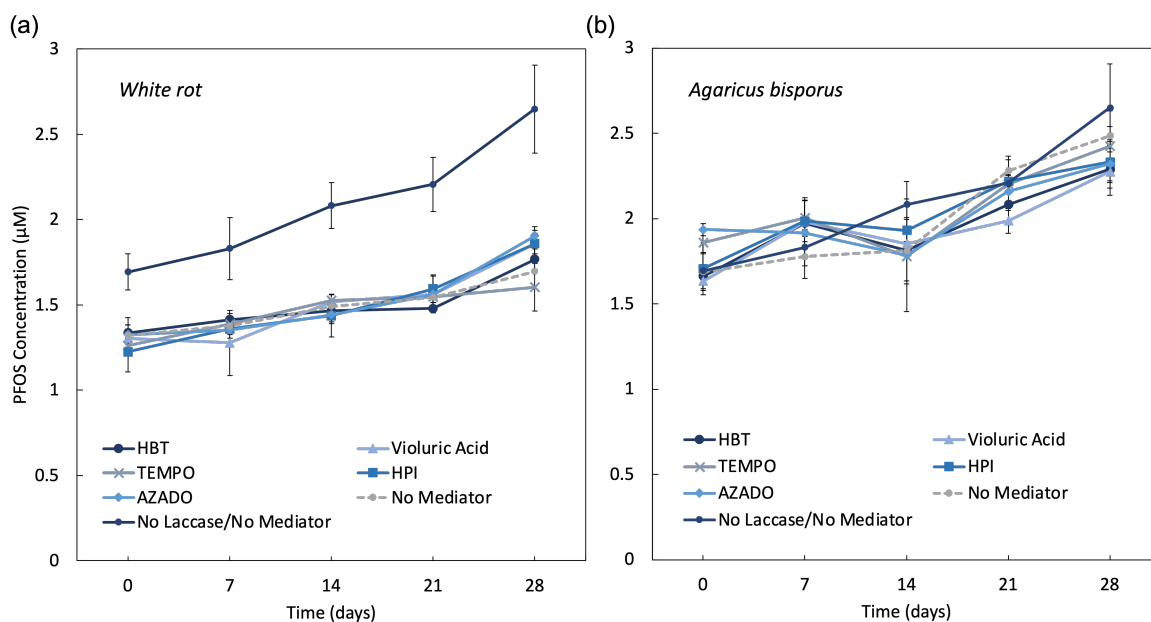 (a)
3
2.5
2
1.5
1
0.5
0
PFOS Concentration (µM)
White rot
HBT
Violuric Acid
TEMPO
HPI
AZADO
No Mediator
No Laccase/No Mediator
0 7 14 21 28
Time (days)
(b)
3
2.5
2
1.5
1
0.5
0
Agaricus bisporus
HBT
Violuric Acid
TEMPO
HPI
AZADO
No Mediator
No Laccase/No Mediator
0 7 14 21 28
Time (days)